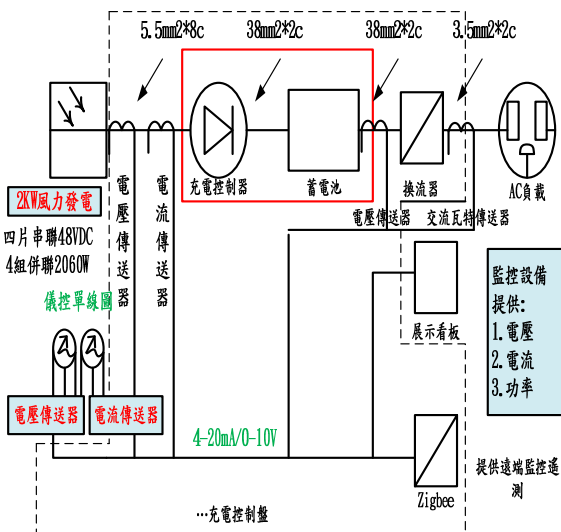 5.5mm2*8c
38mm2*2c
38mm2*2c
3.5mm2*2c
充電控制器
蓄電池
換流器
AC負載
2KW風力發電
四片串聯48VDC
4組併聯2060W
電壓傳送器
電流傳送器
電壓傳送器
交流瓦特傳送器
儀控單線圖
展示看板
監控設備
提供:
1.電壓
2.電流
3.功率
電壓傳送器
電流傳送器
4-20mA/0-10V
Zigbee
提供遠端監控遙
測
…充電控制盤